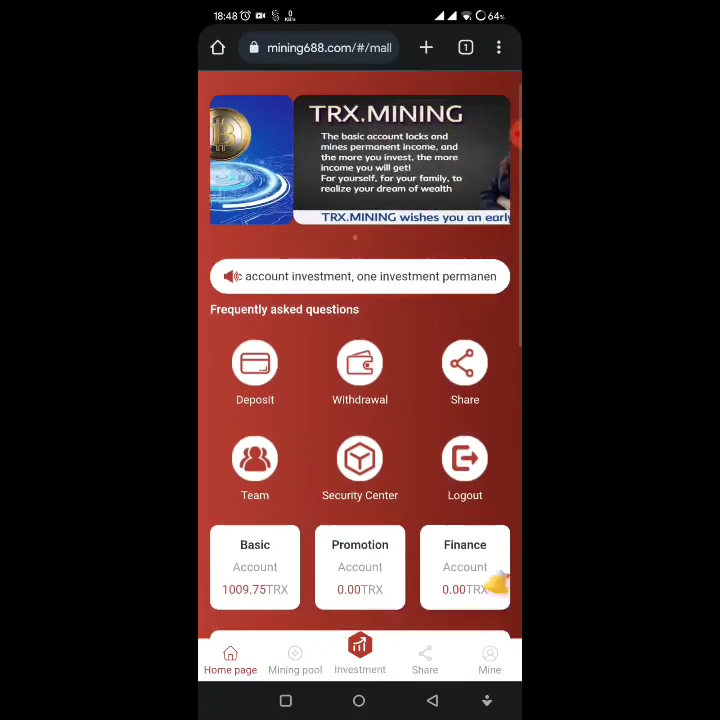 18:48 0 KB/s 64%
mining688.com/#/mall 1
TRX.MINING
The basic account locks and
mines permanent income, and
the more you invest, the more
income you will get!
For yourself, for your family, to
realize your dream of wealth
TRX.MINING wishes you an early
c account investment, one investment permanen
Frequently asked questions
Deposit Withdrawal Share
Team Security Center Logout
Basic Promotion Finance
Account Account Account
1009.75TRX 0.00TRX 0.00TRX
Home page Mining pool Investment Share Mine